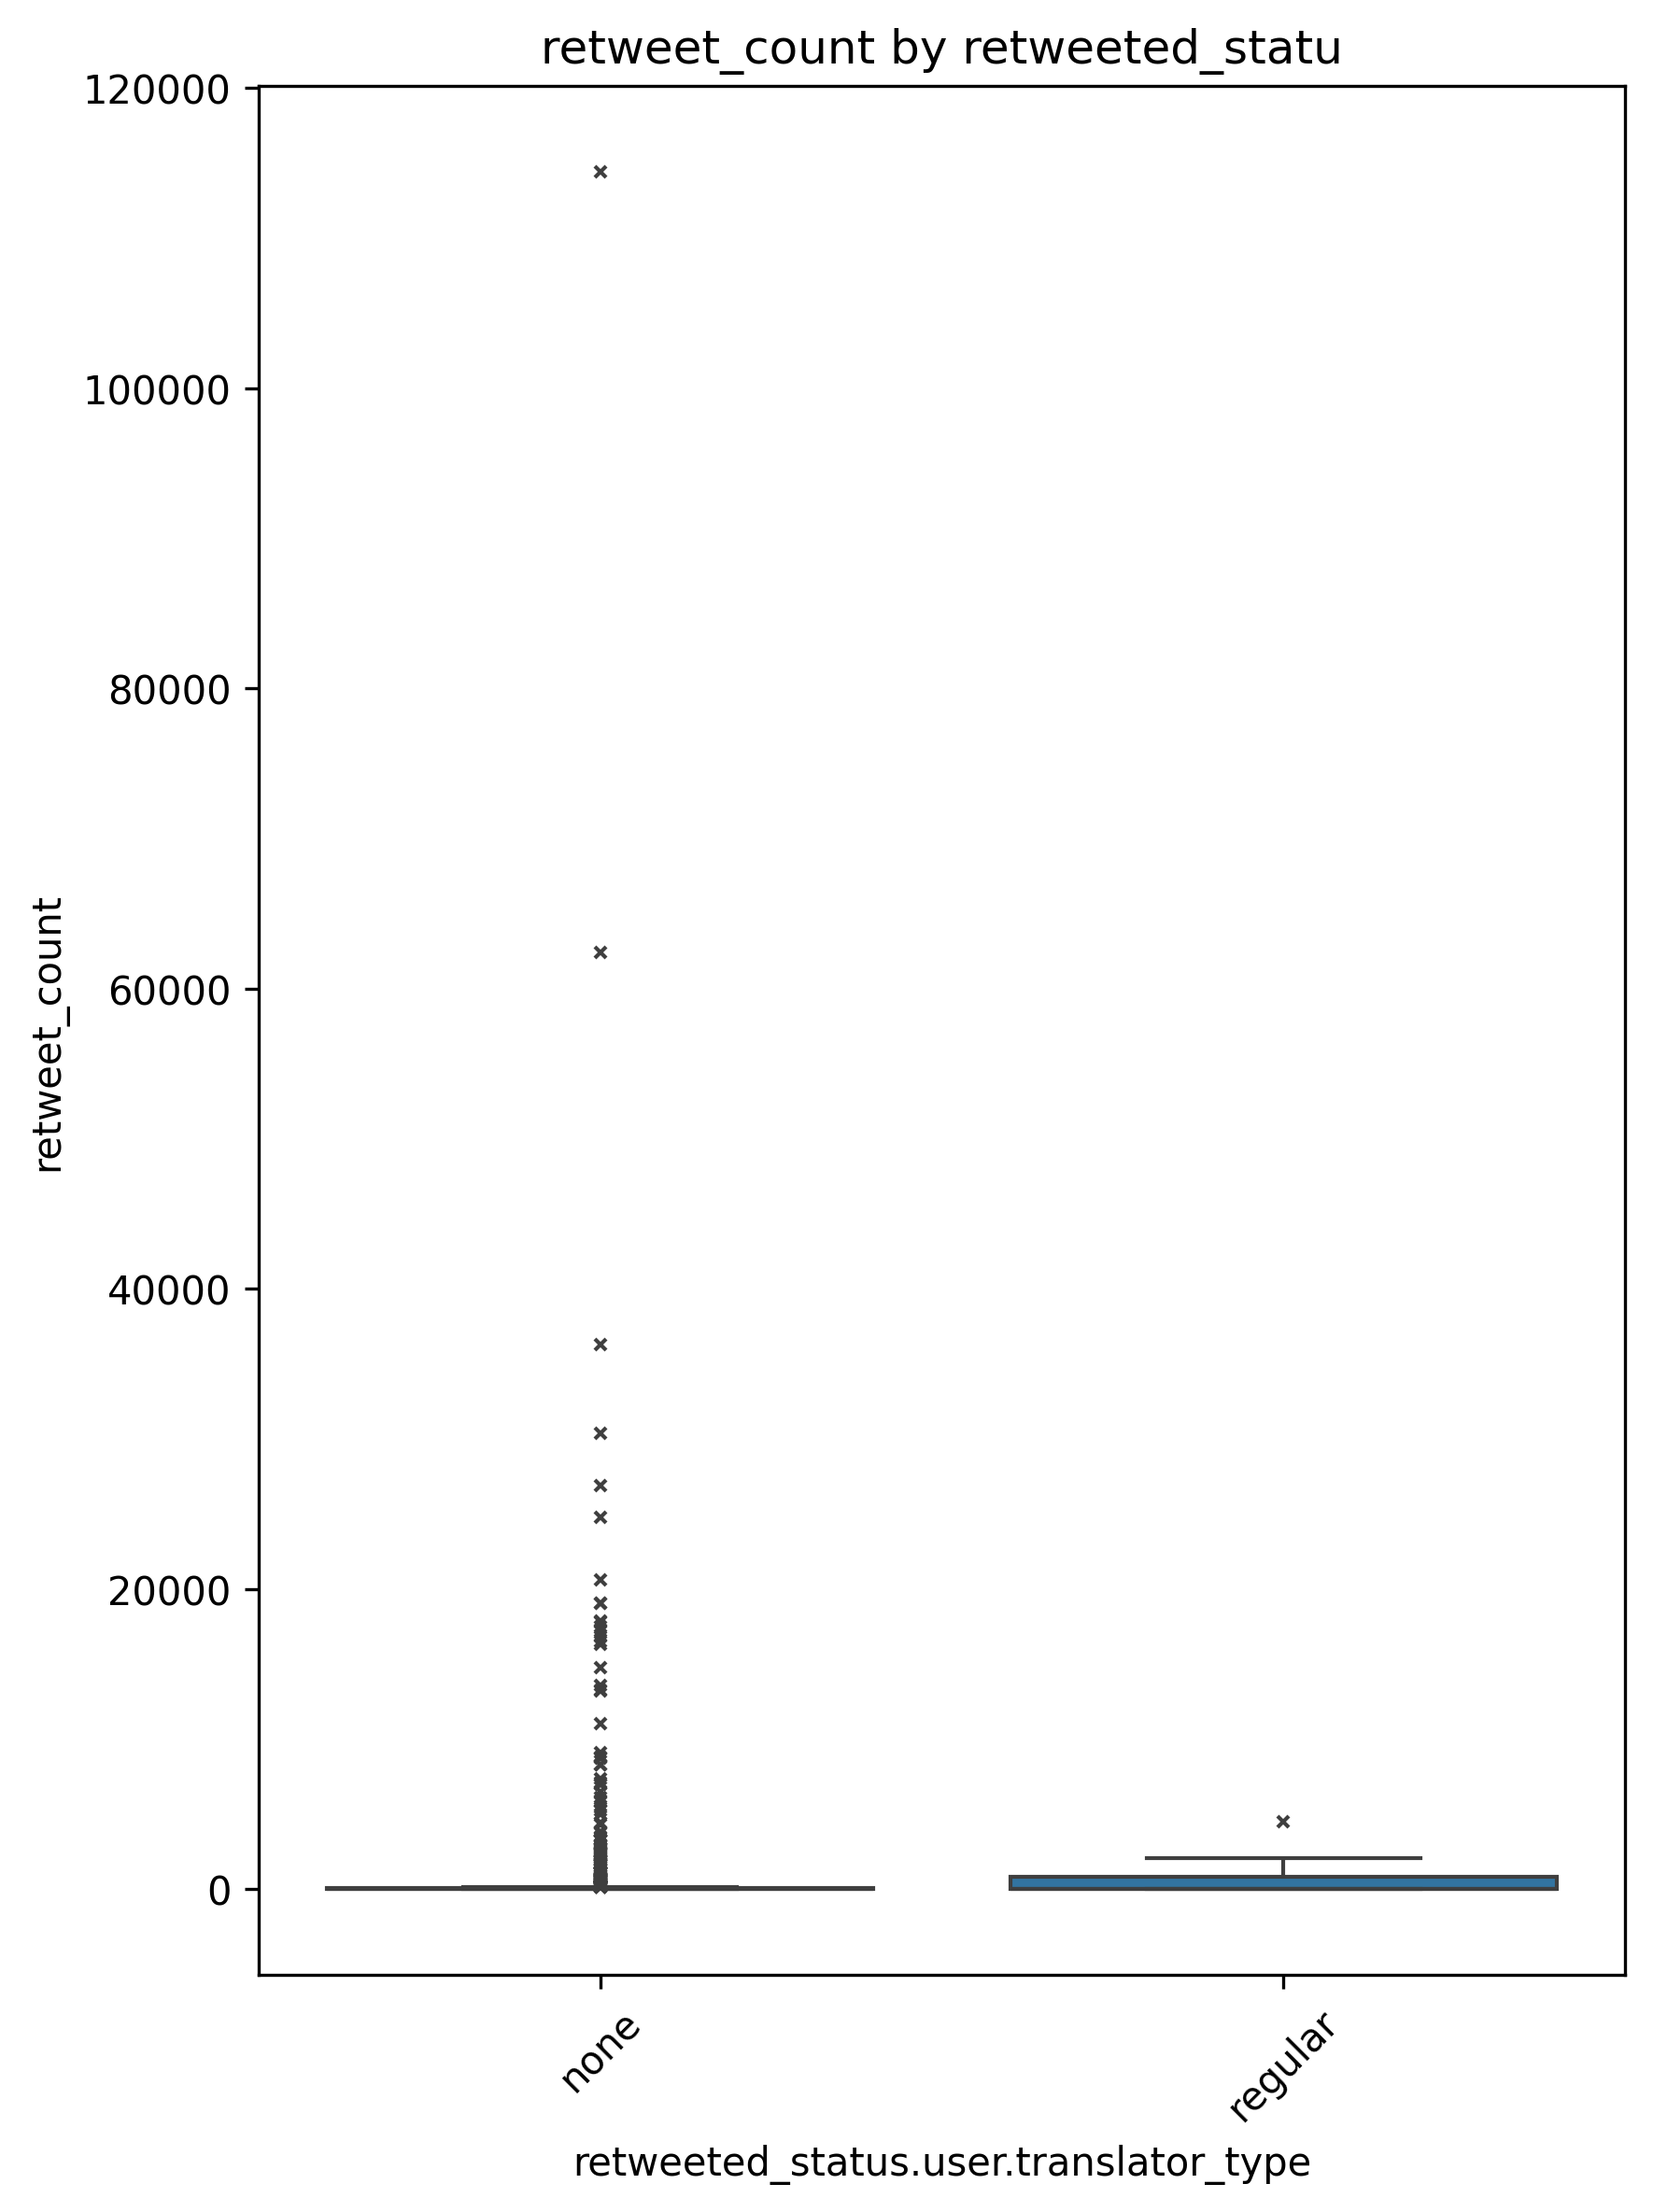 retweet_count by retweeted_statu
120000
100000
80000
60000
40000
20000
0
retweet_count
none
regular
retweeted_status.user.translator_type